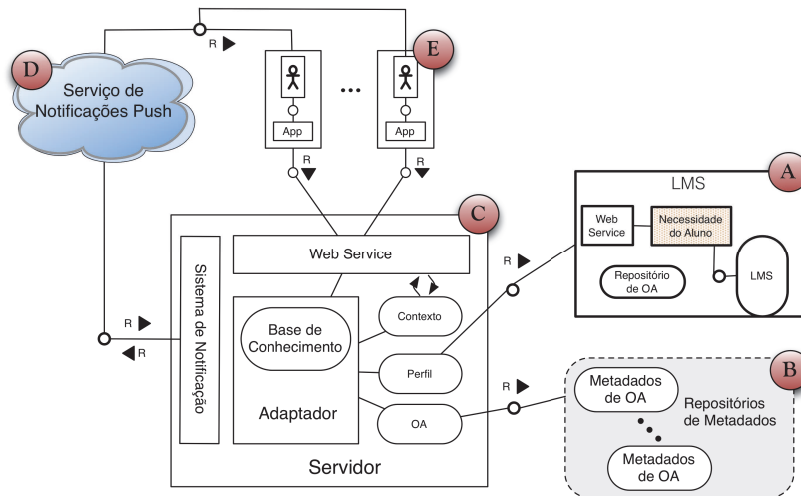 R
D
E
Serviço de
Notificações Push
...
App
App
R
R
A
LMS
Web
Service
Necessidade
do Aluno
Repositório
de OA
LMS
C
Web Service
R
Sistema de Notificação
Contexto
Base de
Conhecimento
R
R
Perfil
Adaptador
OA
R
Servidor
B
Metadados
de OA
Repositórios
de Metadados
Metadados
de OA